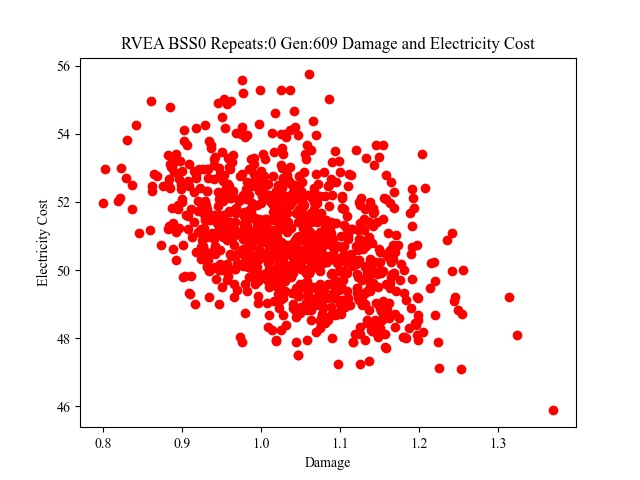 RVEA BSS0 Repeats:0 Gen:609 Damage and Electricity Cost
56
54
52
50
48
46
Electricity Cost
0.8 0.9 1.0 1.1 1.2 1.3
Damage